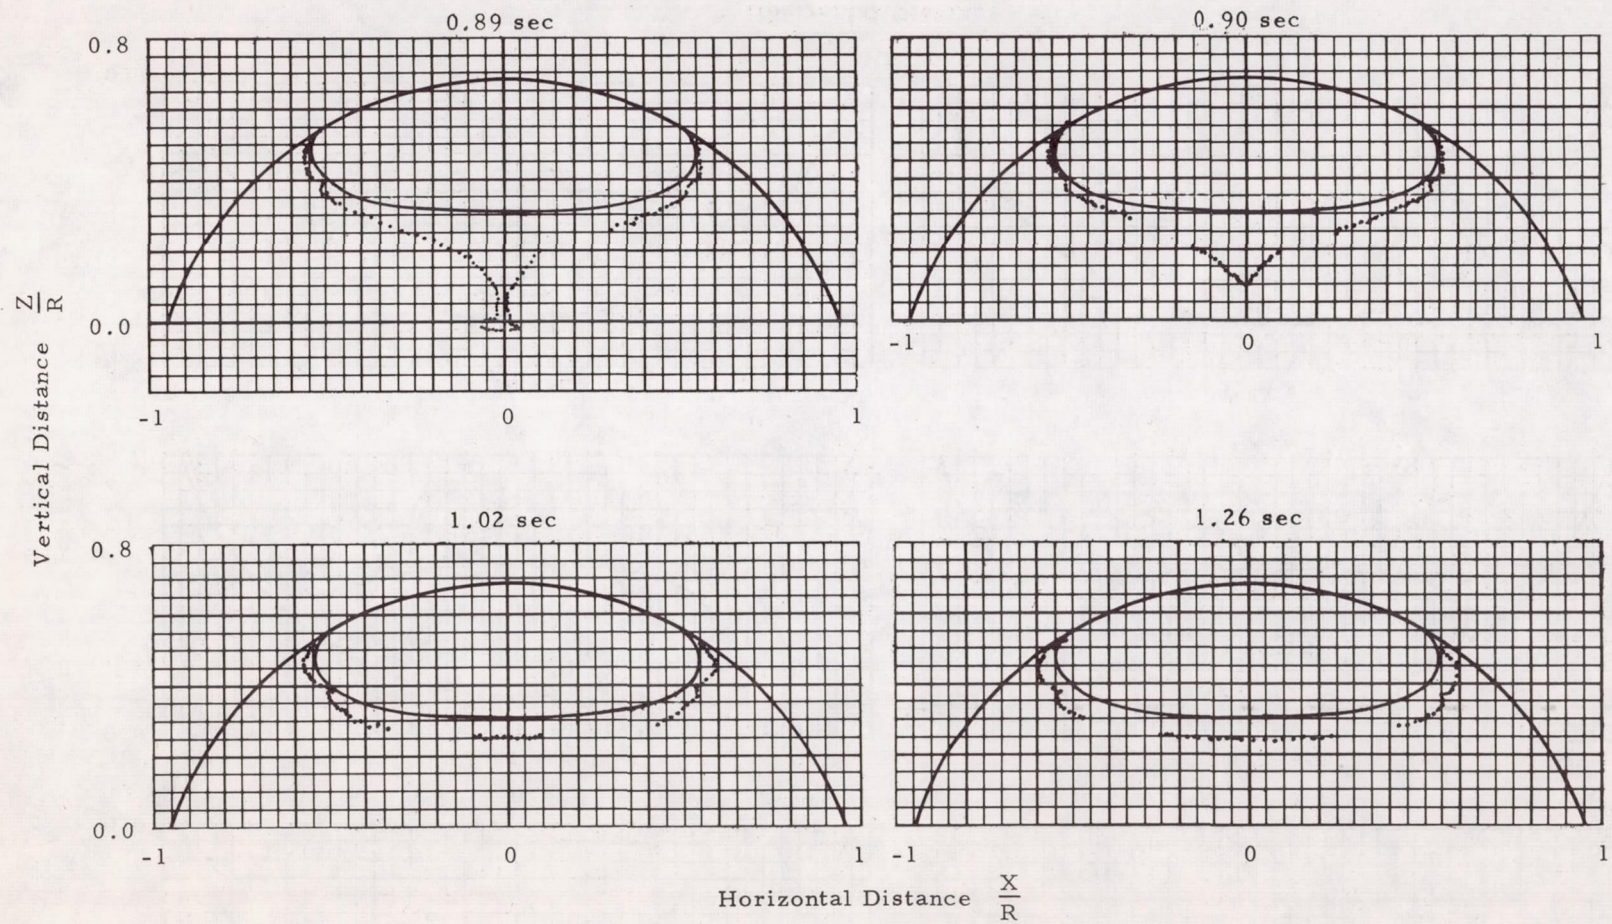 0.89 sec
0.90 sec
0.8
0.0
-1 0 1
-1 0 1
Vertical Distance Z/R
1.02 sec
1.26 sec
0.8
0.0
-1 0 1
-1 0 1
Horizontal Distance X/R